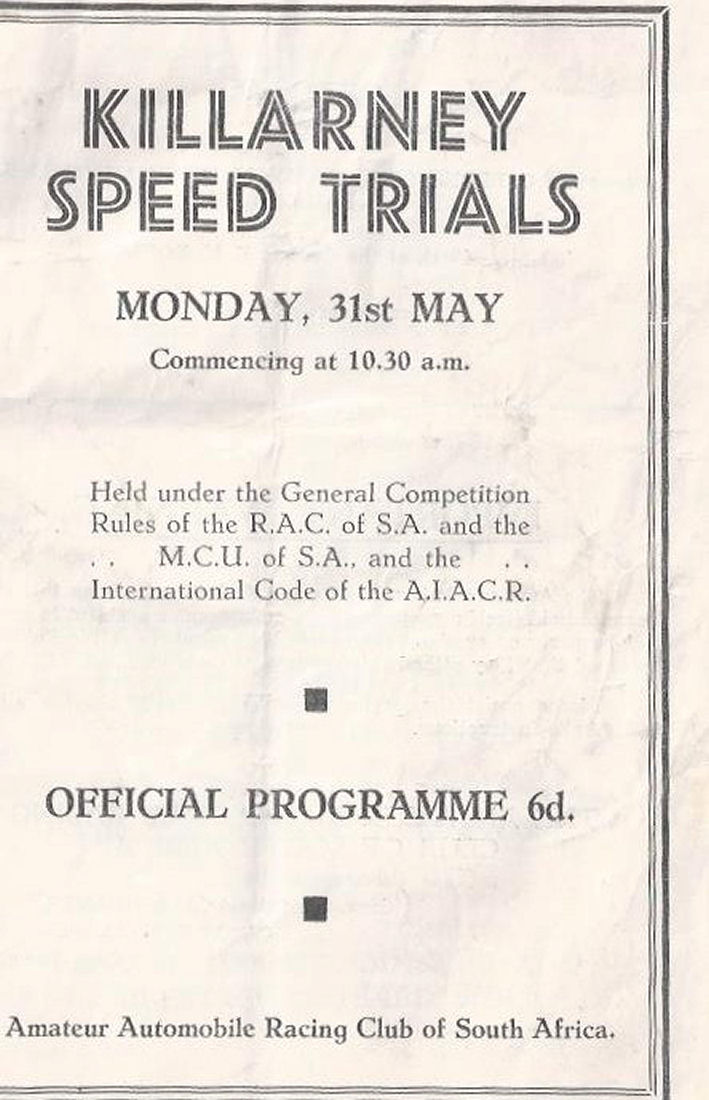 KILLARNEY
SPEED TRIALS
MONDAY, 31st MAY
Commencing at 10.30 a.m.
Held under the General Competition
Rules of the R.A.C. of S.A. and the
. . M.C.U. of S.A., and the . .
International Code of the A.I.A.C.R.
OFFICIAL PROGRAMME 6d.
Amateur Automobile Racing Club of South Africa.